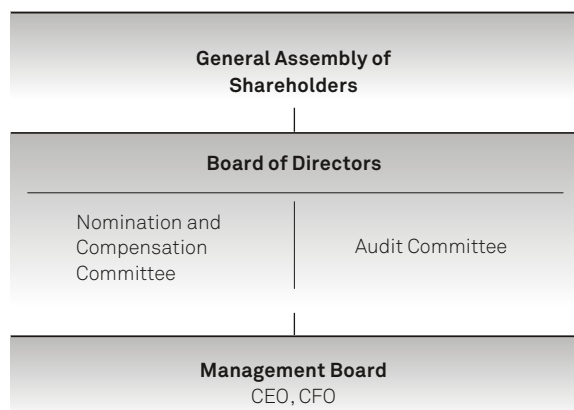 General Assembly of
Shareholders
Board of Directors
Nomination and
Compensation
Committee
Audit Committee
Management Board
CEO, CFO